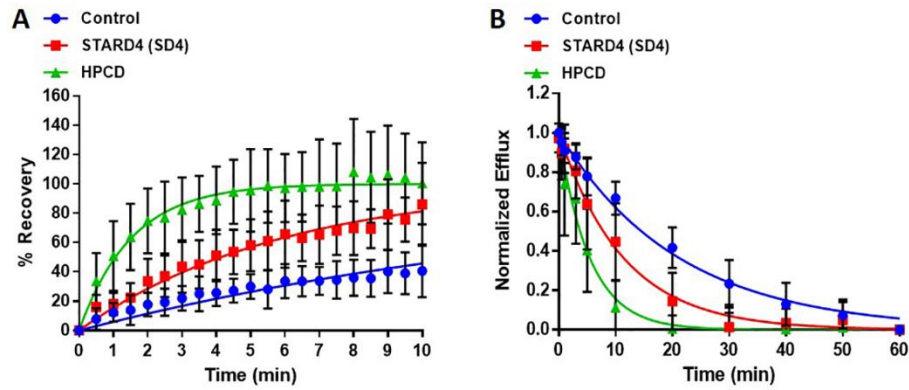 A
Control
STARD4 (SD4)
HPCD
160
140
120
100
80
60
40
20
0
% Recovery
0 1 2 3 4 5 6 7 8 9 10
Time (min)
B
Control
STARD4 (SD4)
HPCD
1.2
1.0
0.8
0.6
0.4
0.2
0.0
Normalized Efflux
0 10 20 30 40 50 60
Time (min)